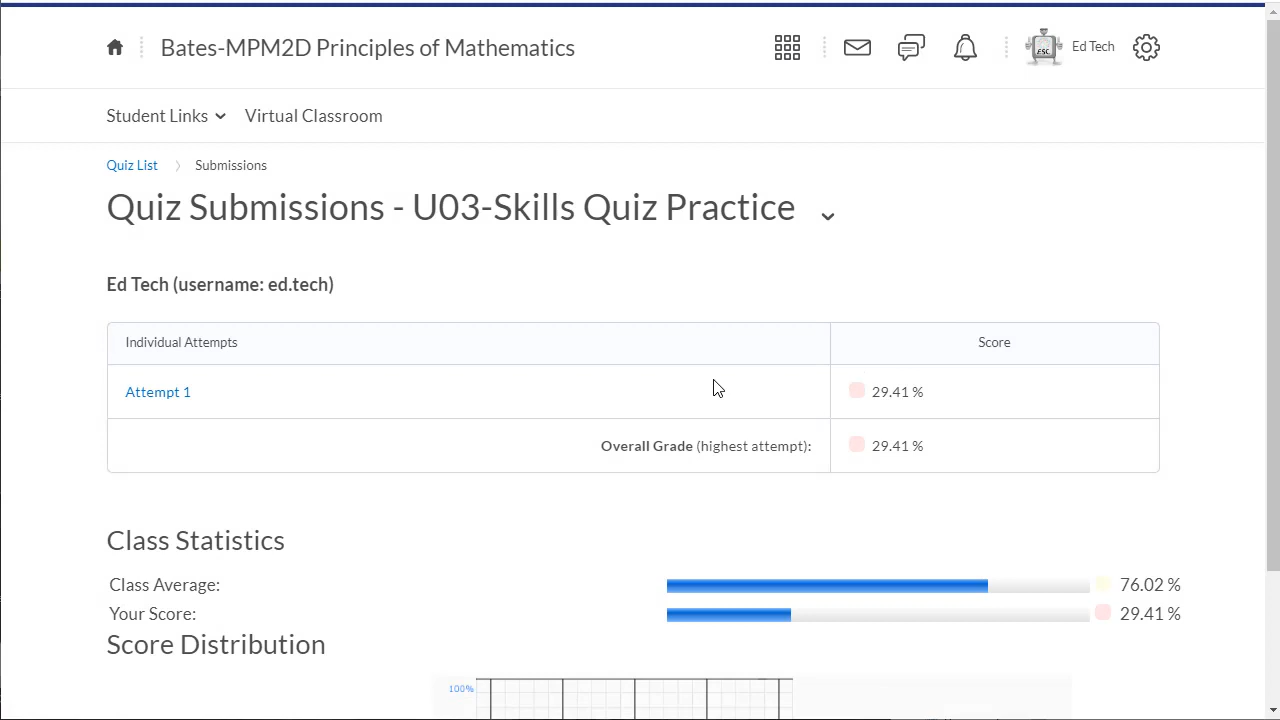 Bates-MPM2D Principles of Mathematics
ESC
Ed Tech
Student Links Virtual Classroom
Quiz List Submissions
Quiz Submissions - U03-Skills Quiz Practice
Ed Tech (username: ed.tech)
Individual Attempts Score
Attempt 1 29.41 %
Overall Grade (highest attempt): 29.41 %
Class Statistics
Class Average: 76.02 %
Your Score: 29.41 %
Score Distribution
100%